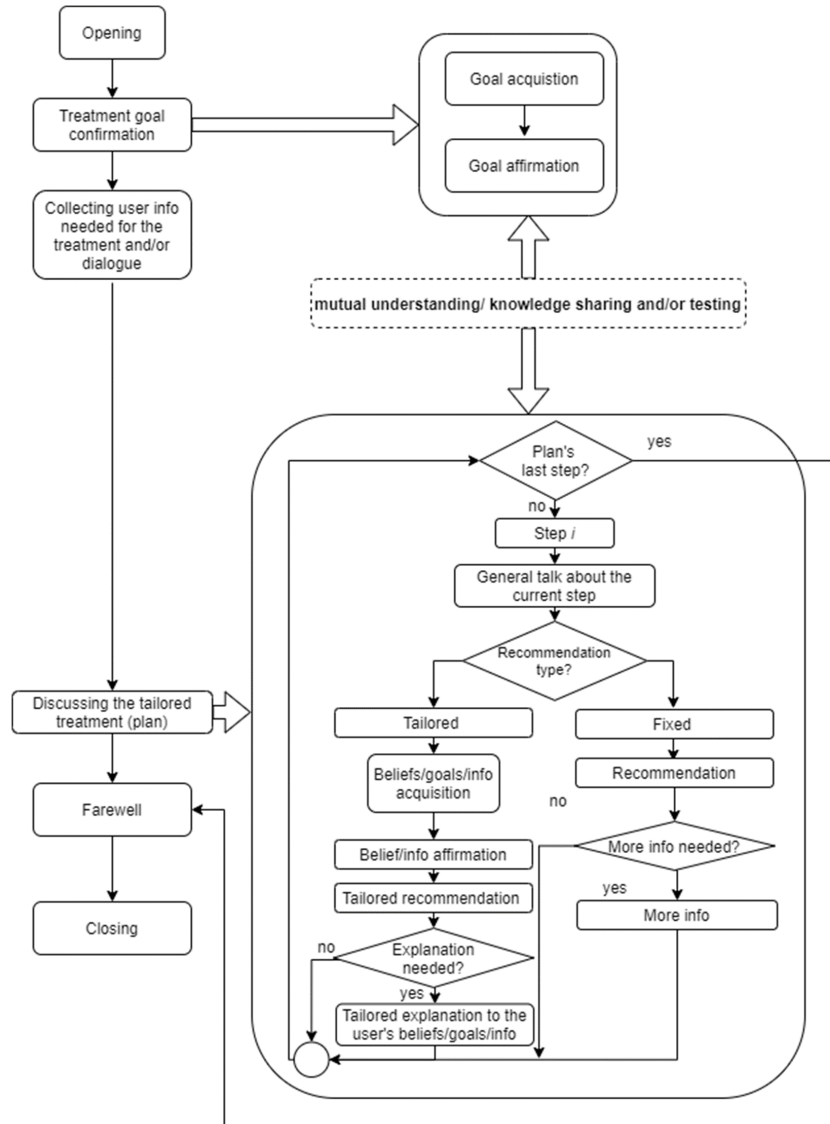 Opening
Treatment goal
confirmation
Collecting user info
needed for the
treatment and/or
dialogue
Goal acquistion
Goal affirmation
mutual understanding/ knowledge sharing and/or testing
Plan's
last step?
yes
no
Step i
General talk about the
current step
Recommendation
type?
Discussing the tailored
treatment (plan)
Tailored
Fixed
Beliefs/goals/info
acquisition
Recommendation
Farewell
no
More info needed?
Belief/info affirmation
yes
Tailored recommendation
More info
Closing
no
Explanation
needed?
yes
Tailored explanation to the
user's beliefs/goals/info